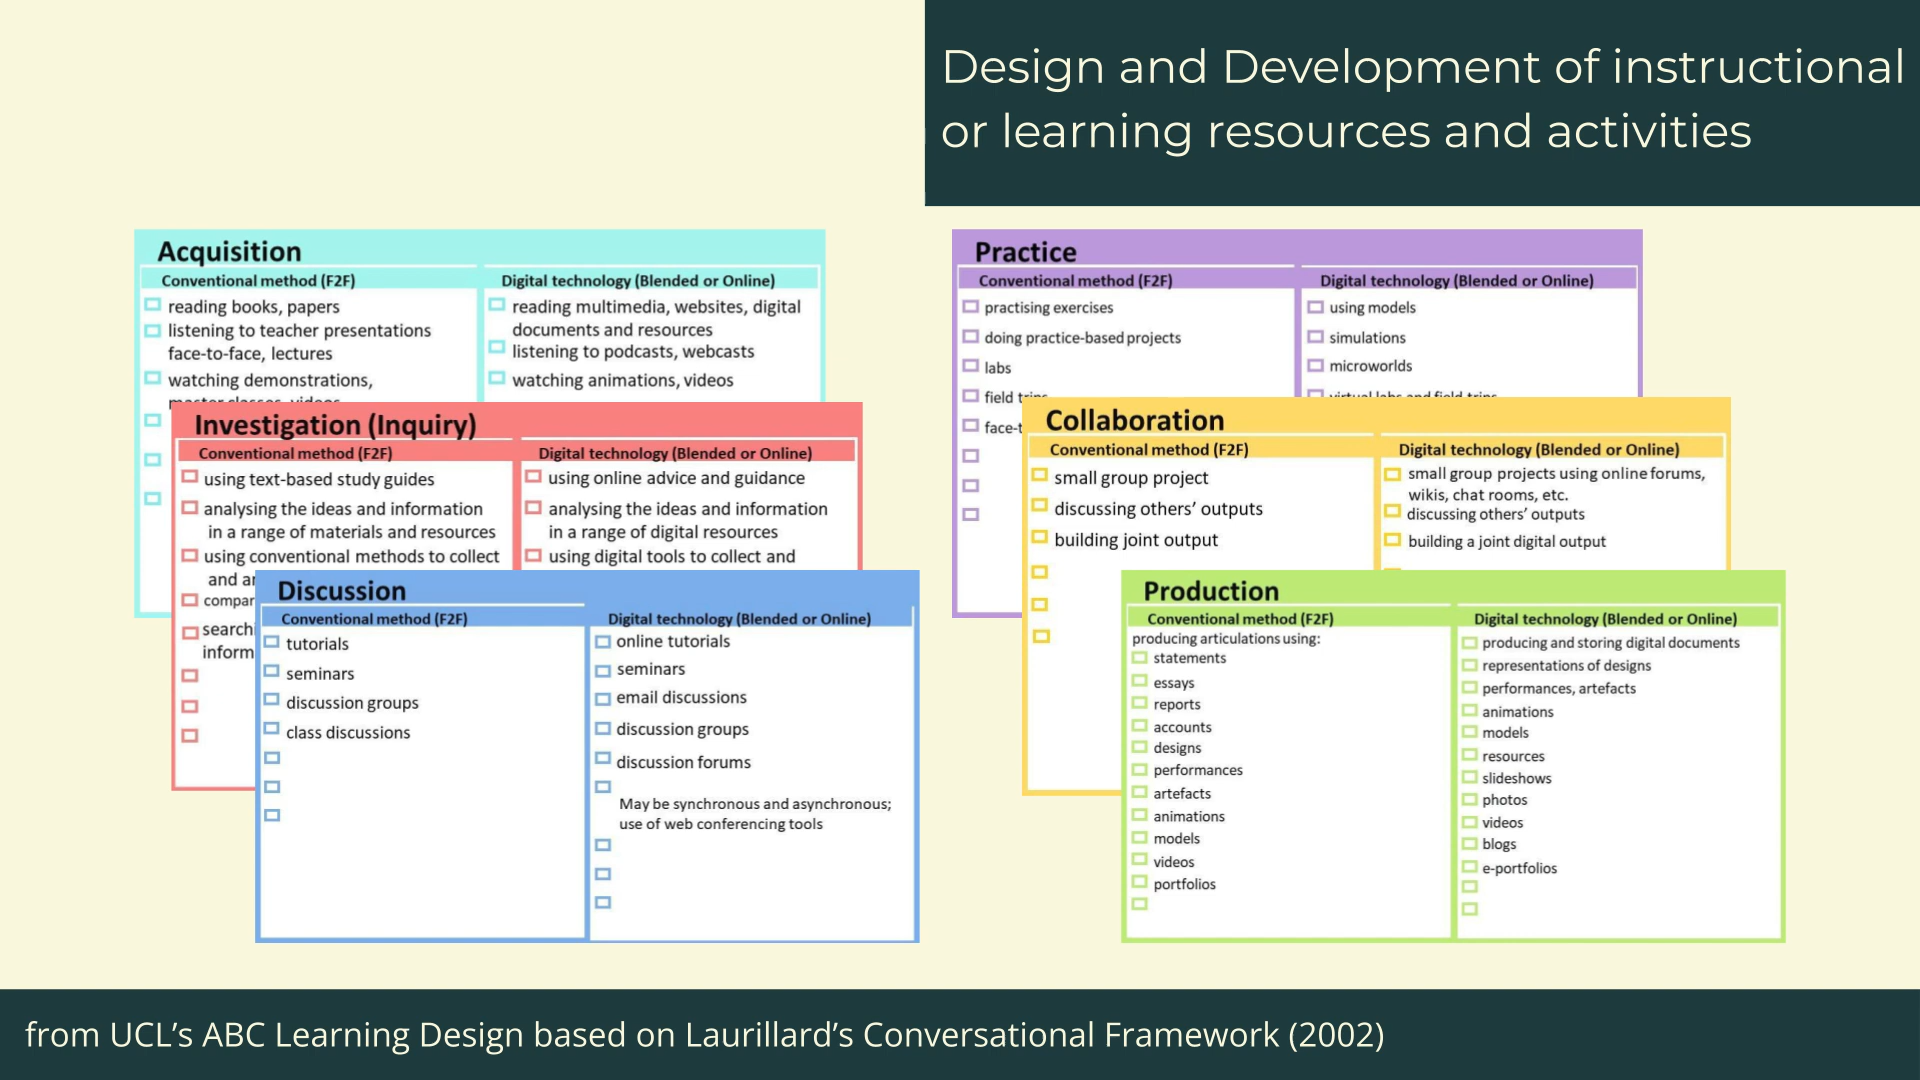 Design and Development of instructional
or learning resources and activities
Acquisition
Conventional method (F2F)
reading books, papers
listening to teacher presentations
face-to-face, lectures
watching demonstrations,
master classes, videos
Digital technology (Blended or Online)
reading multimedia, websites, digital
documents and resources
listening to podcasts, webcasts
watching animations, videos
Investigation (Inquiry)
Conventional method (F2F)
using text-based study guides
analysing the ideas and information
in a range of materials and resources
using conventional methods to collect
and
Digital technology (Blended or Online)
using online advice and guidance
analysing the ideas and information
in a range of digital resources
using digital tools to collect and
Discussion
Conventional method (F2F)
tutorials
seminars
discussion groups
class discussions
Digital technology (Blended or Online)
online tutorials
seminars
email discussions
discussion groups
discussion forums
May be synchronous and asynchronous;
use of web conferencing tools
Practice
Conventional method (F2F)
practising exercises
doing practice-based projects
labs
field trips
Digital technology (Blended or Online)
using models
simulations
microworlds
virtual labs and field trips
Collaboration
Conventional method (F2F)
small group project
discussing others’ outputs
building joint output
Digital technology (Blended or Online)
small group projects using online forums,
wikis, chat rooms, etc.
discussing others’ outputs
building a joint digital output
Production
Conventional method (F2F)
producing articulations using:
statements
essays
reports
accounts
designs
performances
artefacts
animations
models
videos
portfolios
Digital technology (Blended or Online)
producing and storing digital documents
representations of designs
performances, artefacts
animations
models
resources
slideshows
photos
videos
blogs
e-portfolios
from UCL’s ABC Learning Design based on Laurillard’s Conversational Framework (2002)